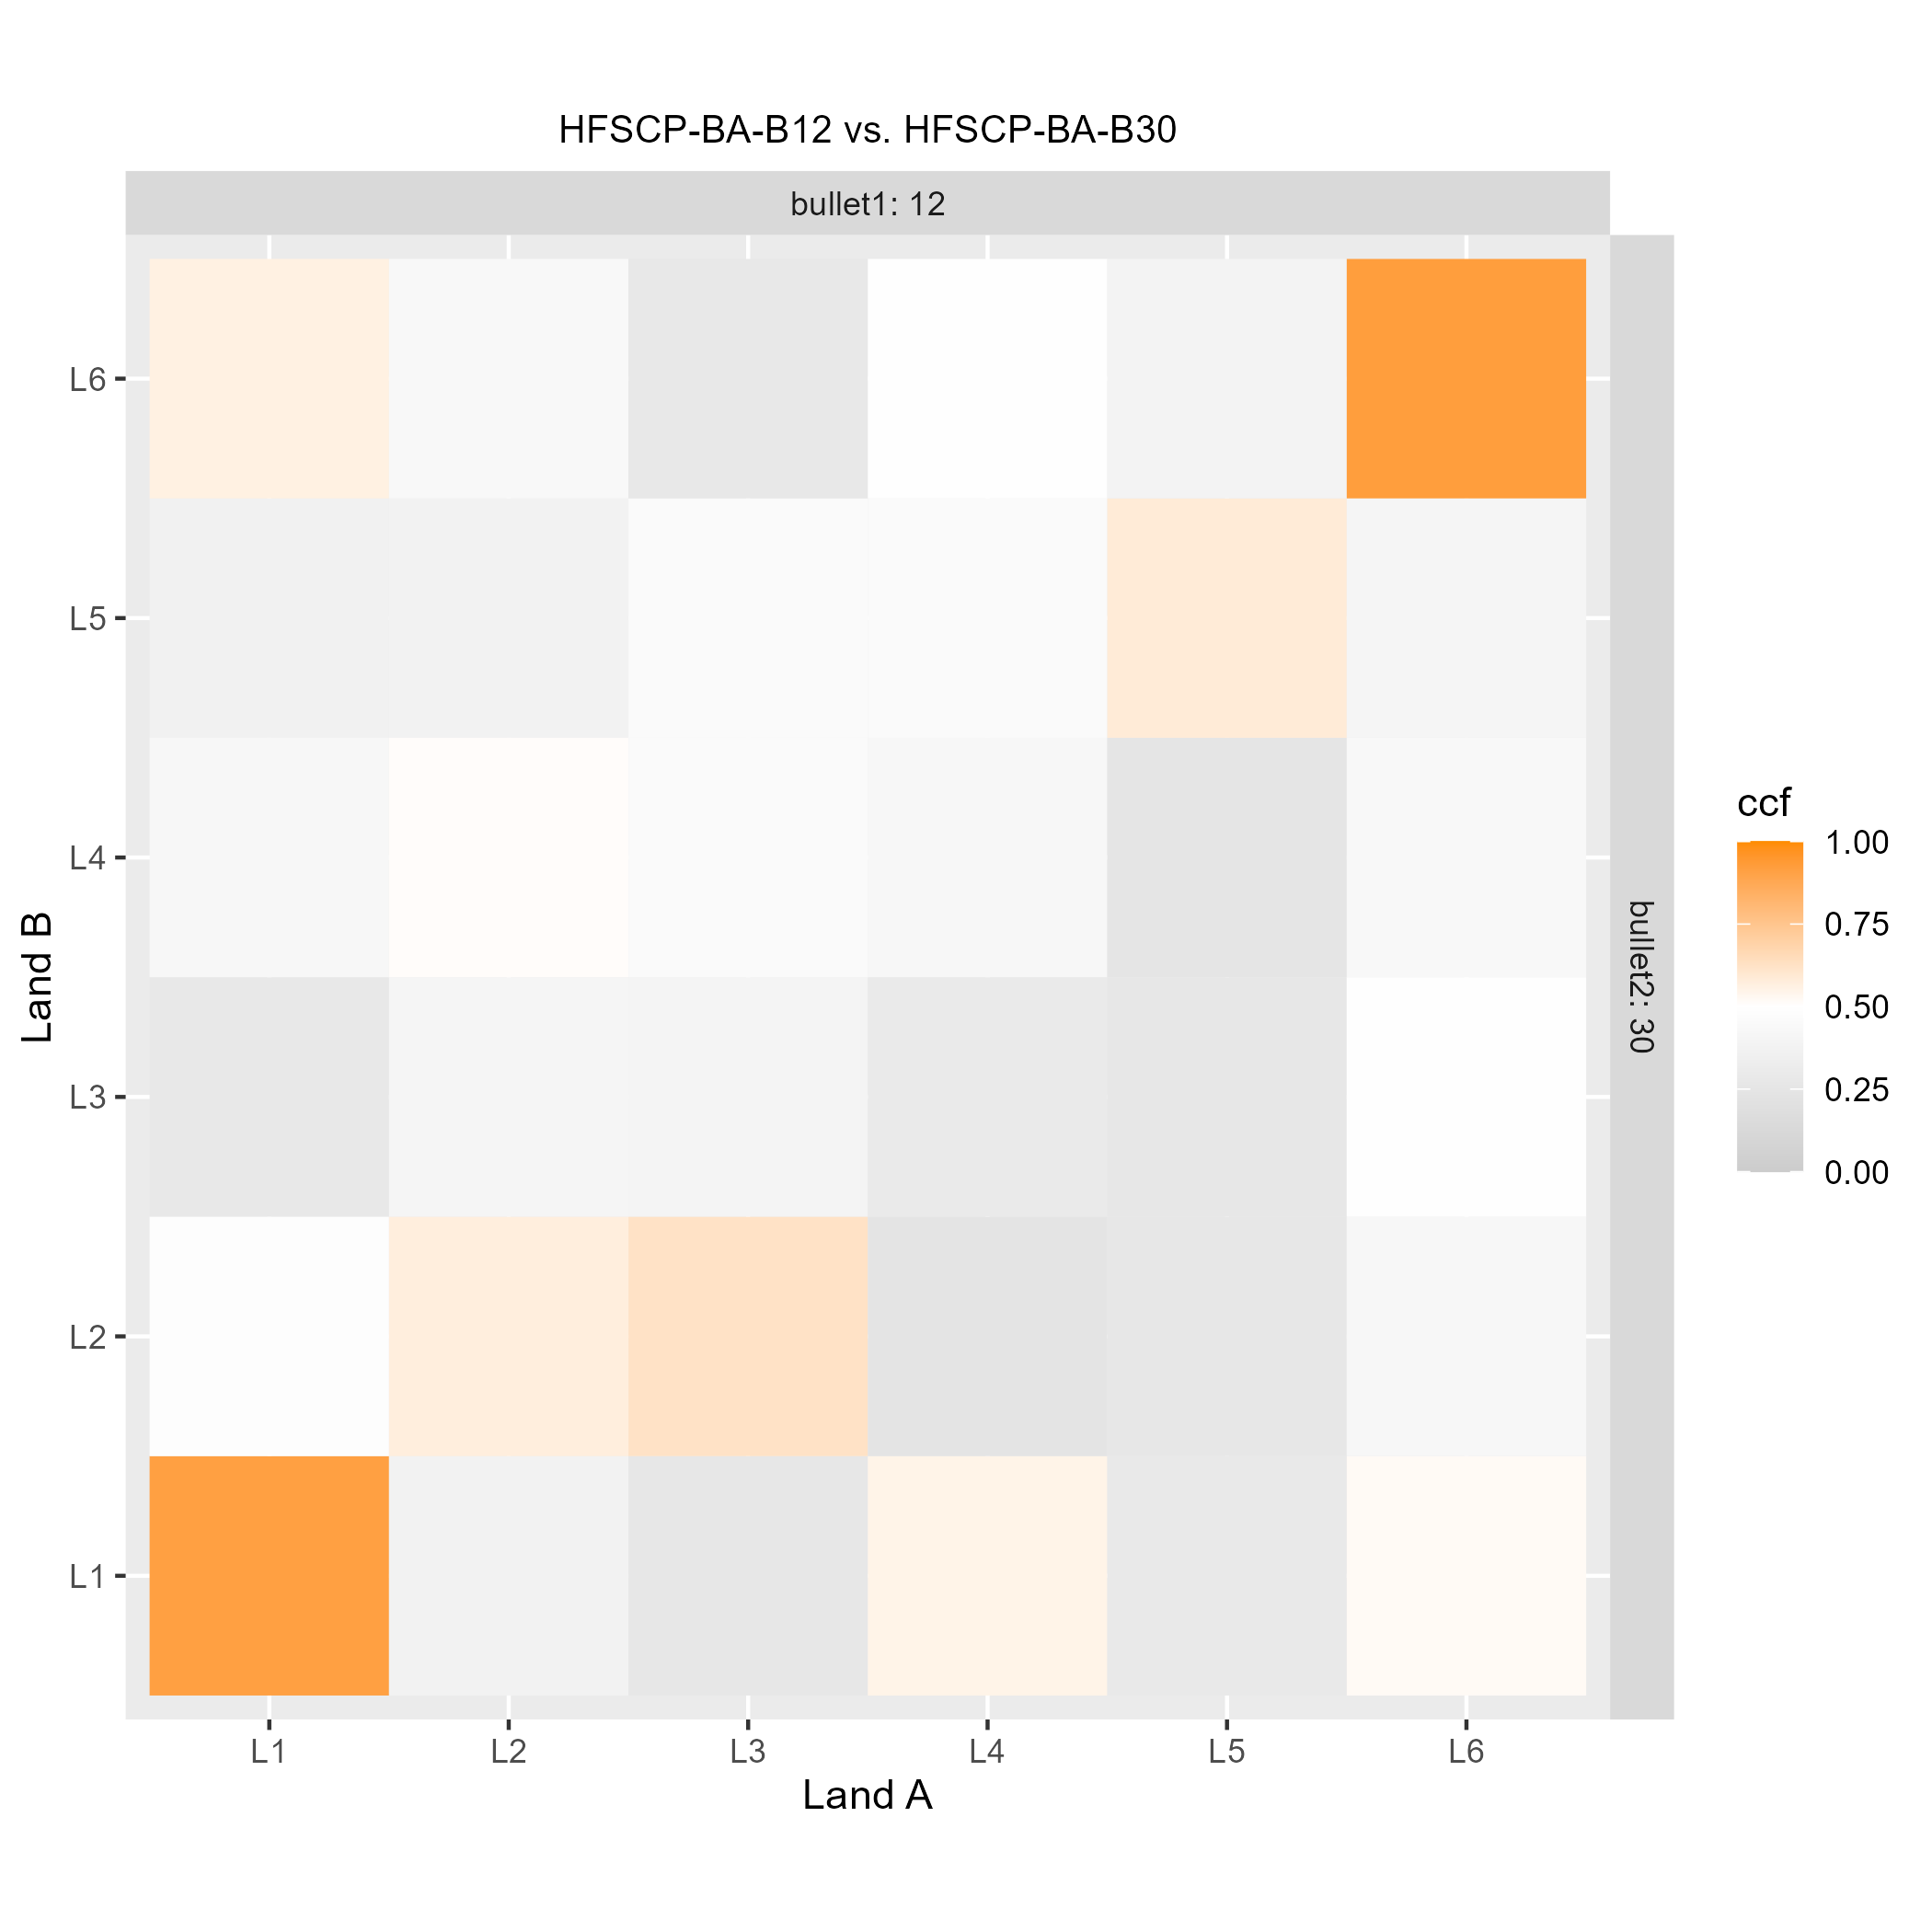 HFSCP-BA-B12 vs. HFSCP-BA-B30
bullet1: 12
L6
L5
L4
L3
L2
L1
Land B
bullet2: 30
L1 L2 L3 L4 L5 L6
Land A
ccf
1.00
0.75
0.50
0.25
0.00